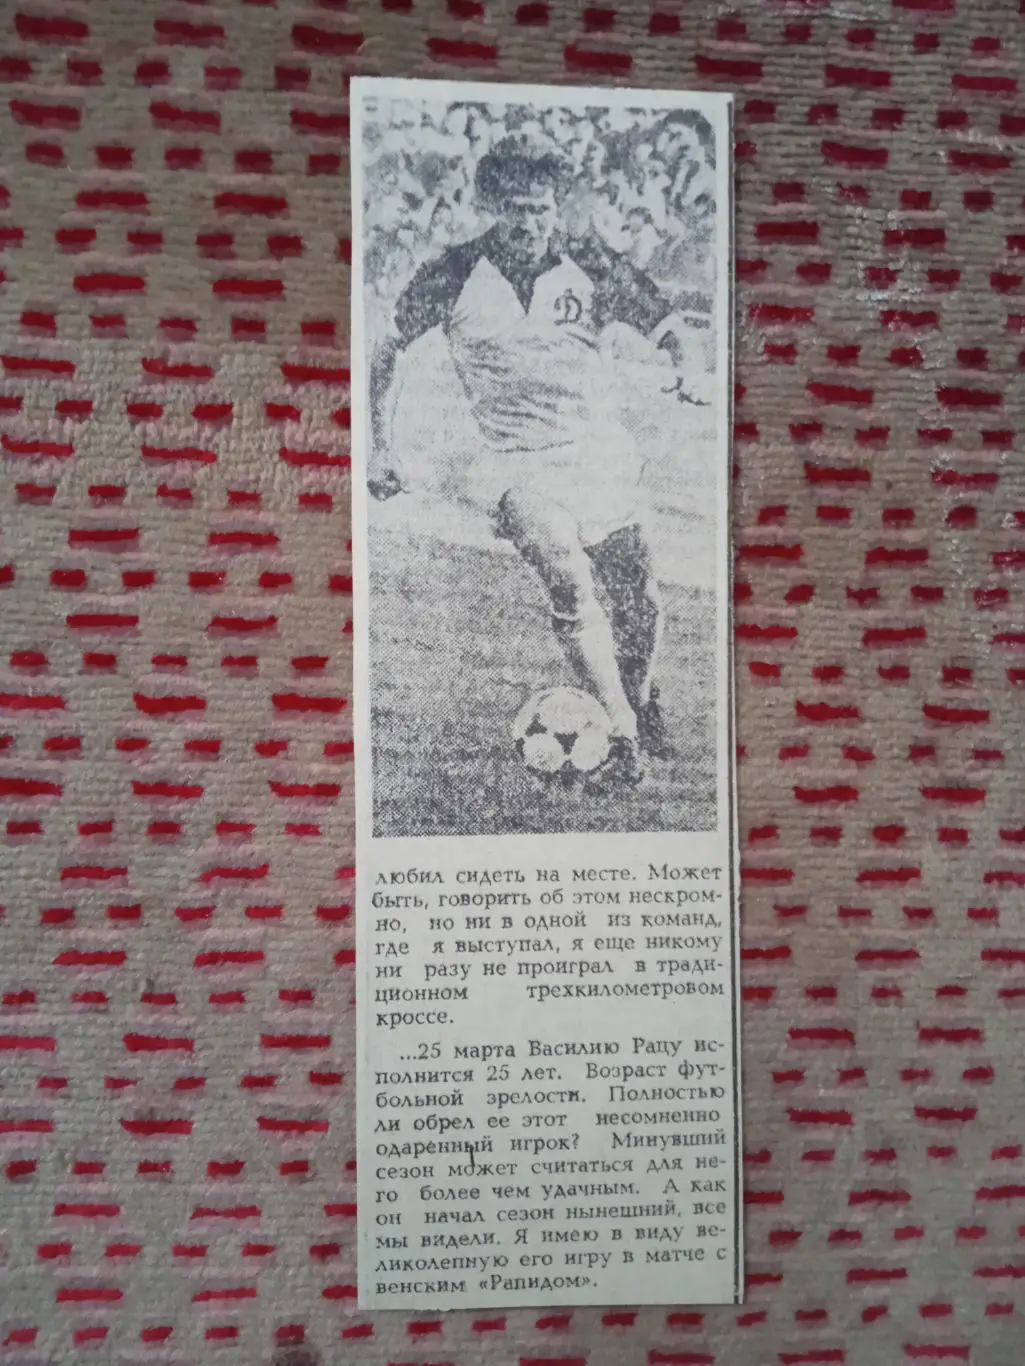 Д
любил сидеть на месте. Может
быть, говорить об этом нескром-
но, но ни в одной из команд,
где я выступал, я еще никому
ни разу не проиграл в тради-
ционном трехкилометровом
кроссе.
...25 марта Василию Рацу ис-
полнится 25 лет. Возраст фут-
больной зрелости. Полностью
ли обрел ее этот несомненно
одаренный игрок? Минувший
сезон может считаться для не-
го более чем удачным. А как
он начал сезон нынешний, все
мы видели. Я имею в виду ве-
ликолепную его игру в матче с
венским «Рапидом».